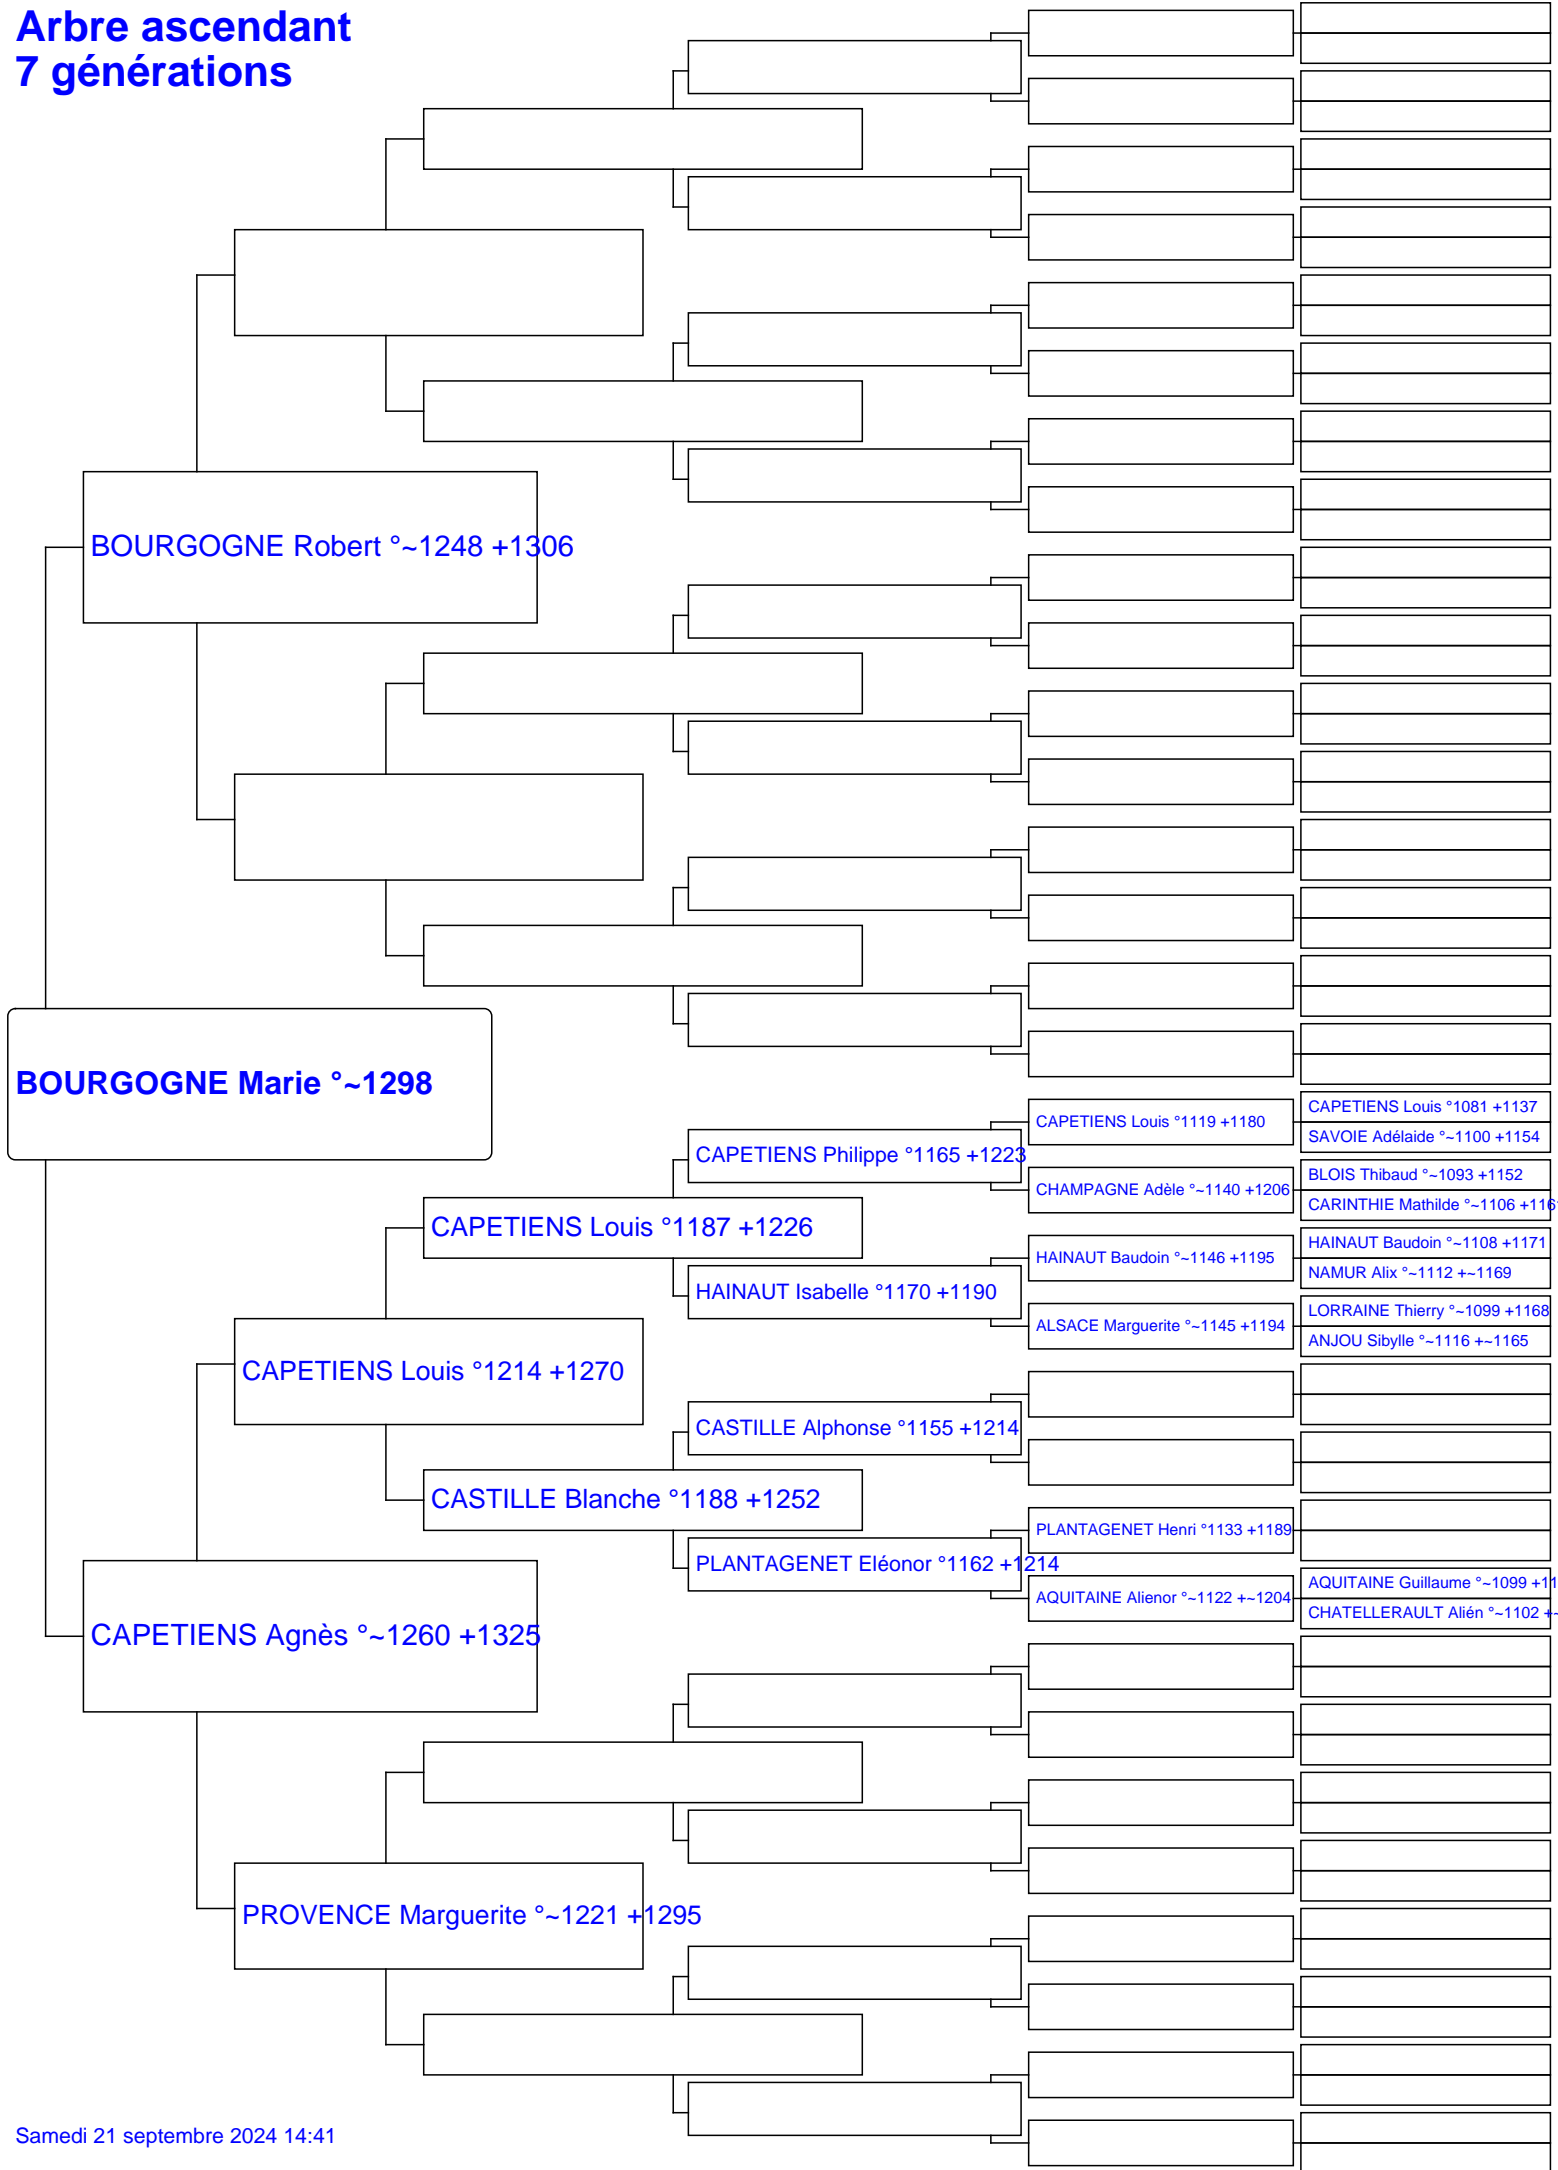 Arbre ascendant
7 générations
BOURGOGNE Robert °~1248 +1306
BOURGOGNE Marie °~1298
CAPETIENS Louis °1081 +1137
CAPETIENS Louis °1119 +1180
SAVOIE Adélaide °~1100 +1154
CAPETIENS Philippe °1165 +1223
BLOIS Thibaud °~1093 +1152
CHAMPAGNE Adèle °~1140 +1206
CARINTHIE Mathilde °~1106 +116
CAPETIENS Louis °1187 +1226
HAINAUT Baudoin °~1108 +1171
HAINAUT Baudoin °~1146 +1195
NAMUR Alix °~1112 +~1169
HAINAUT Isabelle °1170 +1190
LORRAINE Thierry °~1099 +1168
ALSACE Marguerite °~1145 +1194
ANJOU Sibylle °~1116 +~1165
CAPETIENS Louis °1214 +1270
CASTILLE Alphonse °1155 +1214
CASTILLE Blanche °1188 +1252
PLANTAGENET Henri °1133 +1189
PLANTAGENET Eléonor °1162 +1214
AQUITAINE Guillaume °~1099 +11
AQUITAINE Alienor °~1122 +~1204
CHATELLERAULT Alién °~1102 +~
CAPETIENS Agnès °~1260 +1325
PROVENCE Marguerite °~1221 +1295
Samedi 21 septembre 2024 14:41